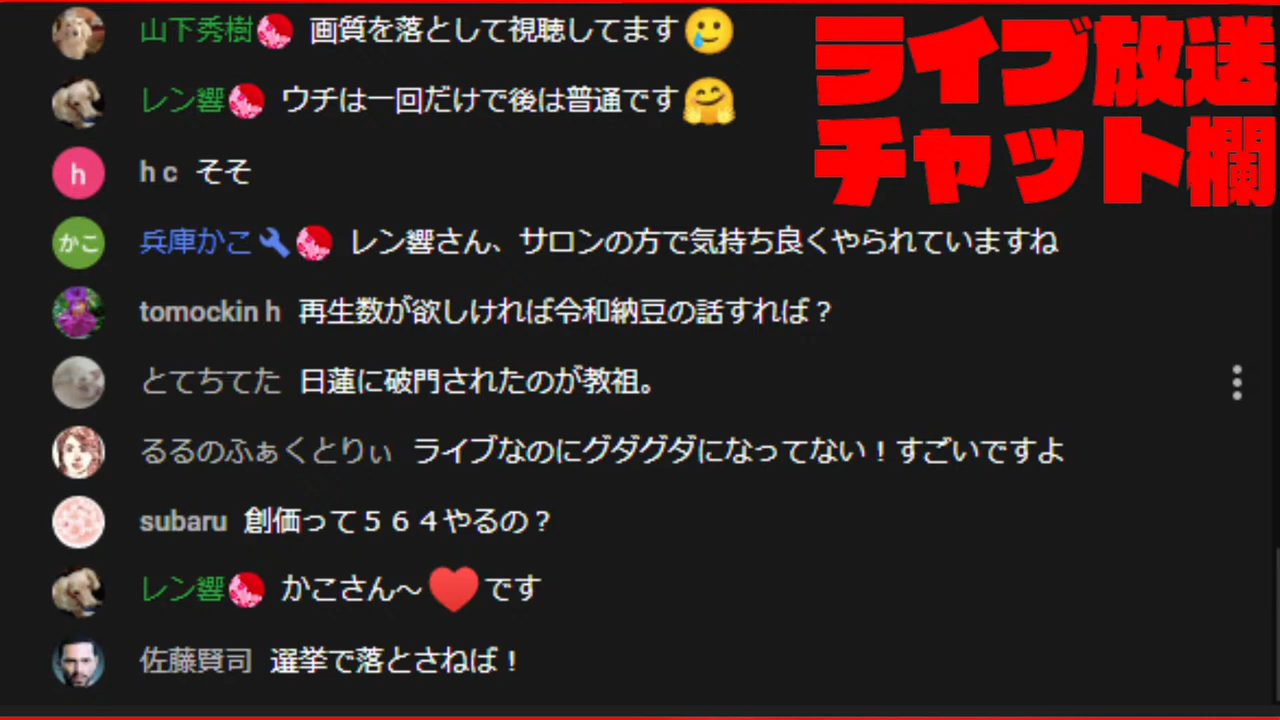 山下秀樹 画質を落として視聴してます🥲
レン響 ウチは一回だけで後は普通です🤗
h h c そそ
かこ 兵庫かこ レン響さん、サロンの方で気持ち良くやられていますね
tomockin h 再生数が欲しければ令和納豆の話すれば？
とてちてた 日蓮に破門されたのが教祖。
るるのふぁくとりぃ ライブなのにグダグダになってない！すごいですよ
subaru 創価って５６４やるの？
レン響 かこさん～♥です
佐藤賢司 選挙で落とさねば！
ライブ放送
チャット欄